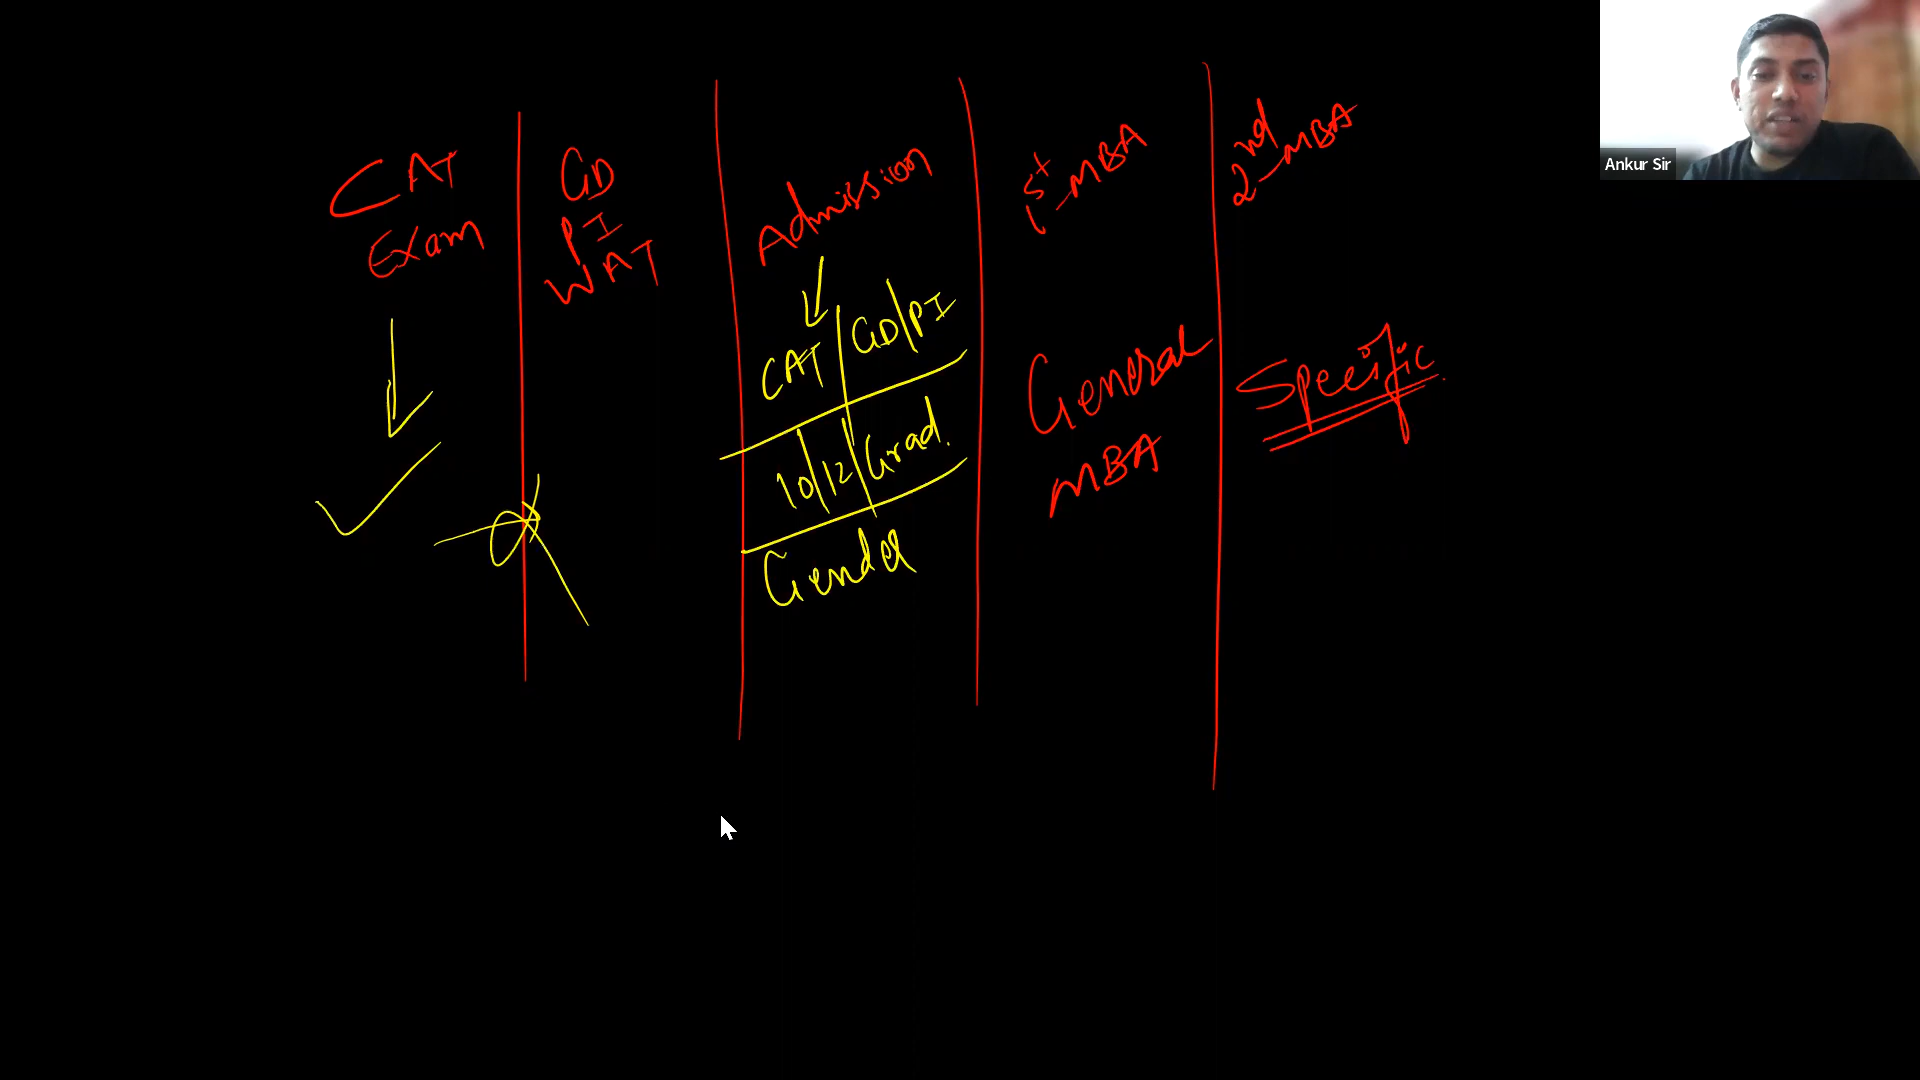 CAT
Exam
GD
PI
WAT
Admission
CAT GD/PI
10/12 Grad.
Gender
1st MBA
General
MBA
2nd MBA
Specific
Ankur Sir